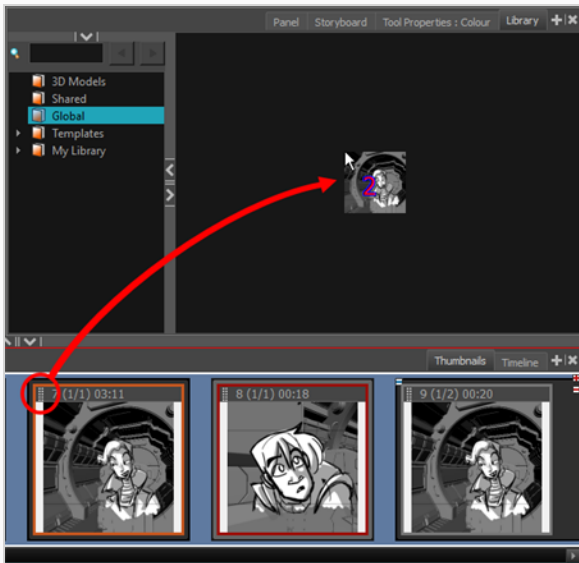 Panel Storyboard Tool Properties : Colour Library
3D Models
Shared
Global
Templates
My Library
2
Thumbnails Timeline
7 (1/1) 03:11 8 (1/1) 00:18 9 (1/2) 00:20